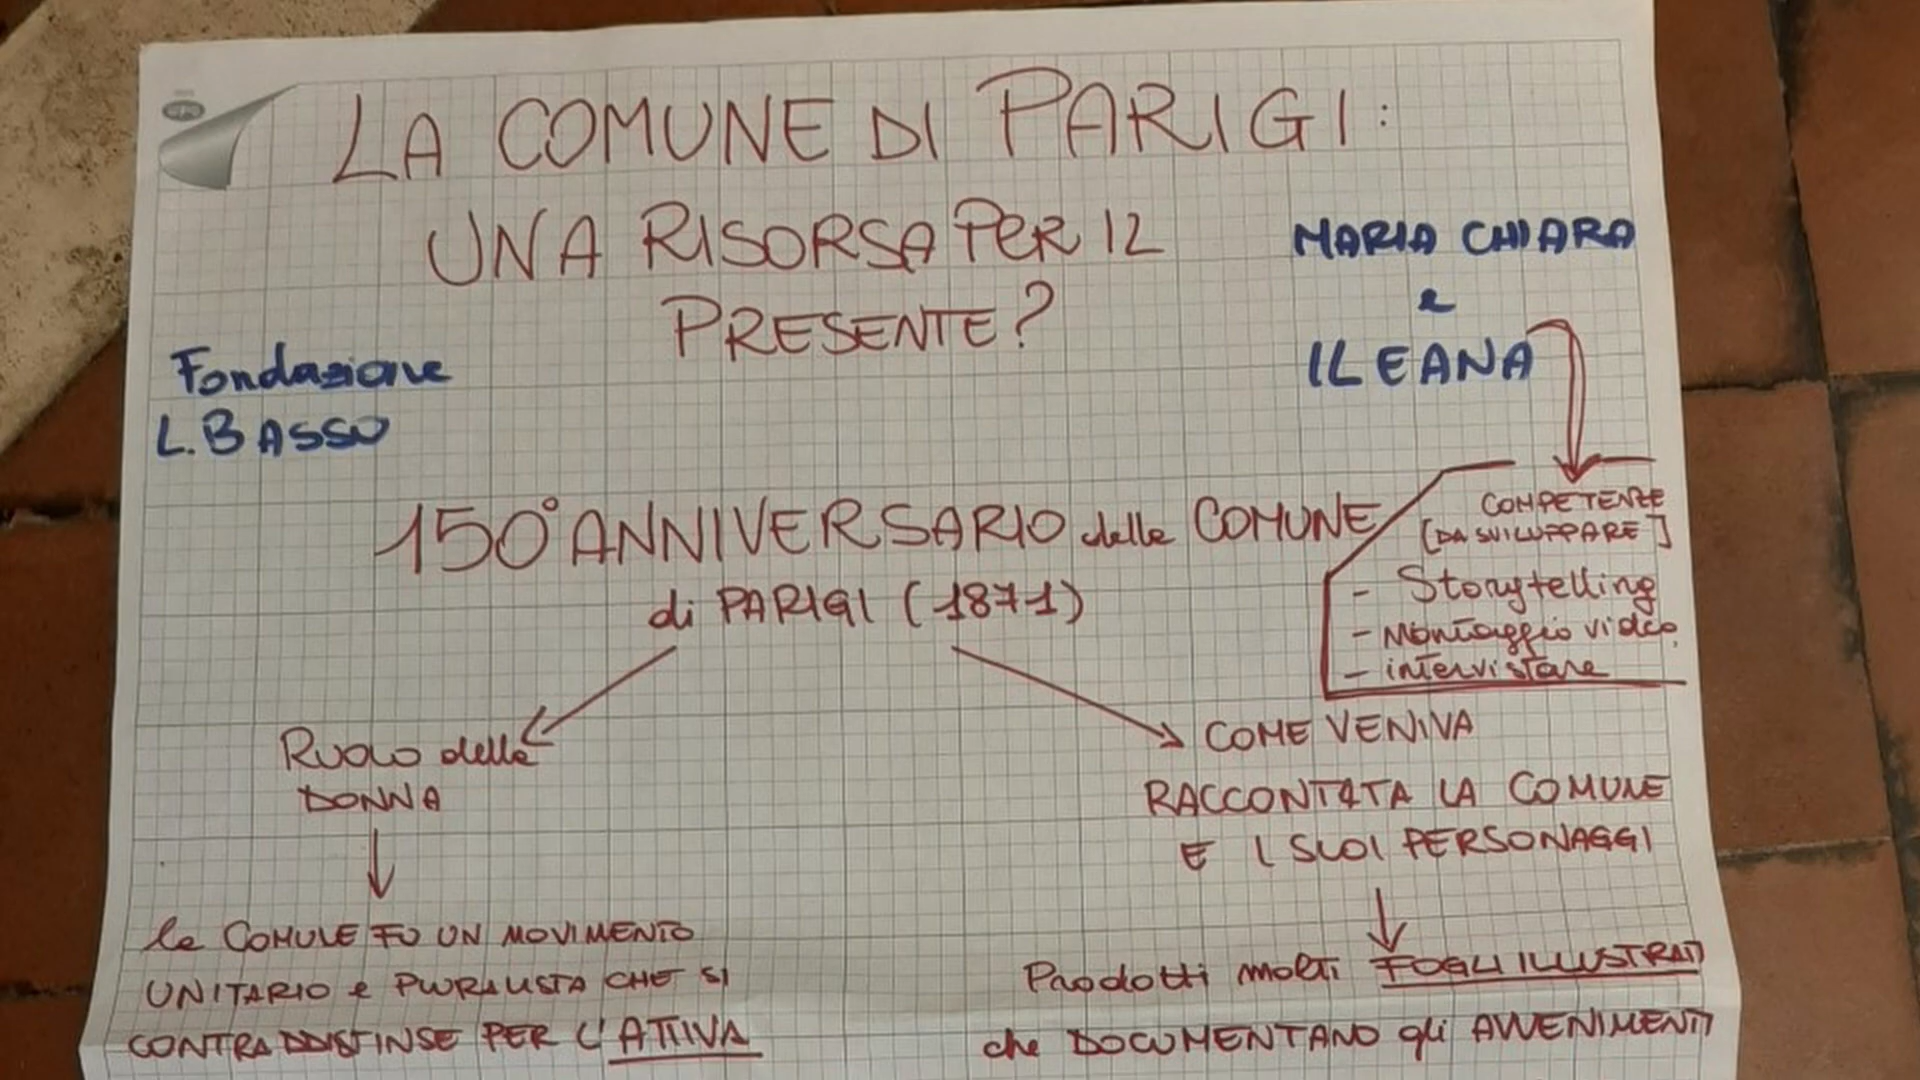 LA COMUNE DI PARIGI:
UNA RISORSA PER IL
PRESENTE?
MARIA CHIARA
e
ILEANA
Fondazione
L. BASSO
150° ANNIVERSARIO della COMUNE
di PARIGI (1871)
COMPETENZE
[DA SVILUPPARE]
- Storytelling
- Montaggio video
- intervistare
Ruolo della
DONNA
la COMUNE FU UN MOVIMENTO
UNITARIO e PLURALISTA CHE SI
CONTRADDISTINSE PER L'ATTIVA
COME VENIVA
RACCONTATA LA COMUNE
E I SUOI PERSONAGGI
Prodotti molti FOGLI ILLUSTRATI
che DOCUMENTANO gli AVVENIMENTI